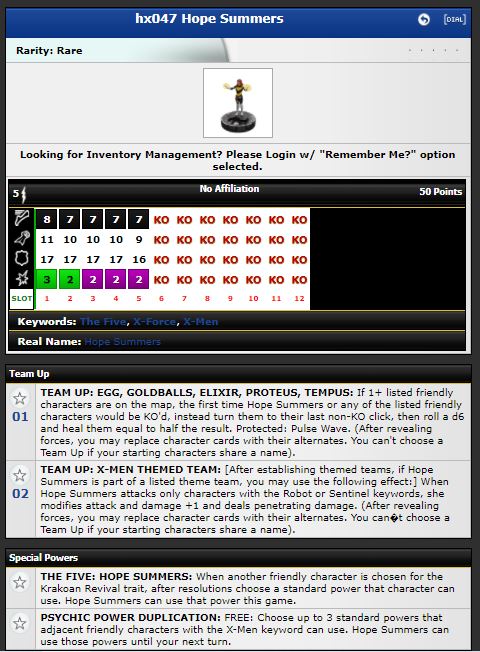 hx047 Hope Summers
[DIAL]
Rarity: Rare
Looking for Inventory Management? Please Login w/ "Remember Me?" option
selected.
5
No Affiliation
50 Points
8 7 7 7 7 KO KO KO KO KO KO KO
11 10 10 10 9 KO KO KO KO KO KO KO
17 17 17 17 16 KO KO KO KO KO KO KO
3 2 2 2 2 KO KO KO KO KO KO KO
SLOT 1 2 3 4 5 6 7 8 9 10 11 12
Keywords: The Five, X-Force, X-Men
Real Name: Hope Summers
Team Up
01
TEAM UP: EGG, GOLDBALLS, ELIXIR, PROTEUS, TEMPUS: If 1+ listed friendly
characters are on the map, the first time Hope Summers or any of the listed friendly
characters would be KO'd, instead turn them to their last non-KO click, then roll a d6
and heal them equal to half the result. Protected: Pulse Wave. (After revealing
forces, you may replace character cards with their alternates. You can't choose a
Team Up if your starting characters share a name).
02
TEAM UP: X-MEN THEMED TEAM: [After establishing themed teams, if Hope
Summers is part of a listed theme team, you may use the following effect:] When
Hope Summers attacks only characters with the Robot or Sentinel keywords, she
modifies attack and damage +1 and deals penetrating damage. (After revealing
forces, you may replace character cards with their alternates. You can�t choose a
Team Up if your starting characters share a name).
Special Powers
THE FIVE: HOPE SUMMERS: When another friendly character is chosen for the
Krakoan Revival trait, after resolutions choose a standard power that character can
use. Hope Summers can use that power this game.
PSYCHIC POWER DUPLICATION: FREE: Choose up to 3 standard powers that
adjacent friendly characters with the X-Men keyword can use. Hope Summers can
use those powers until your next turn.